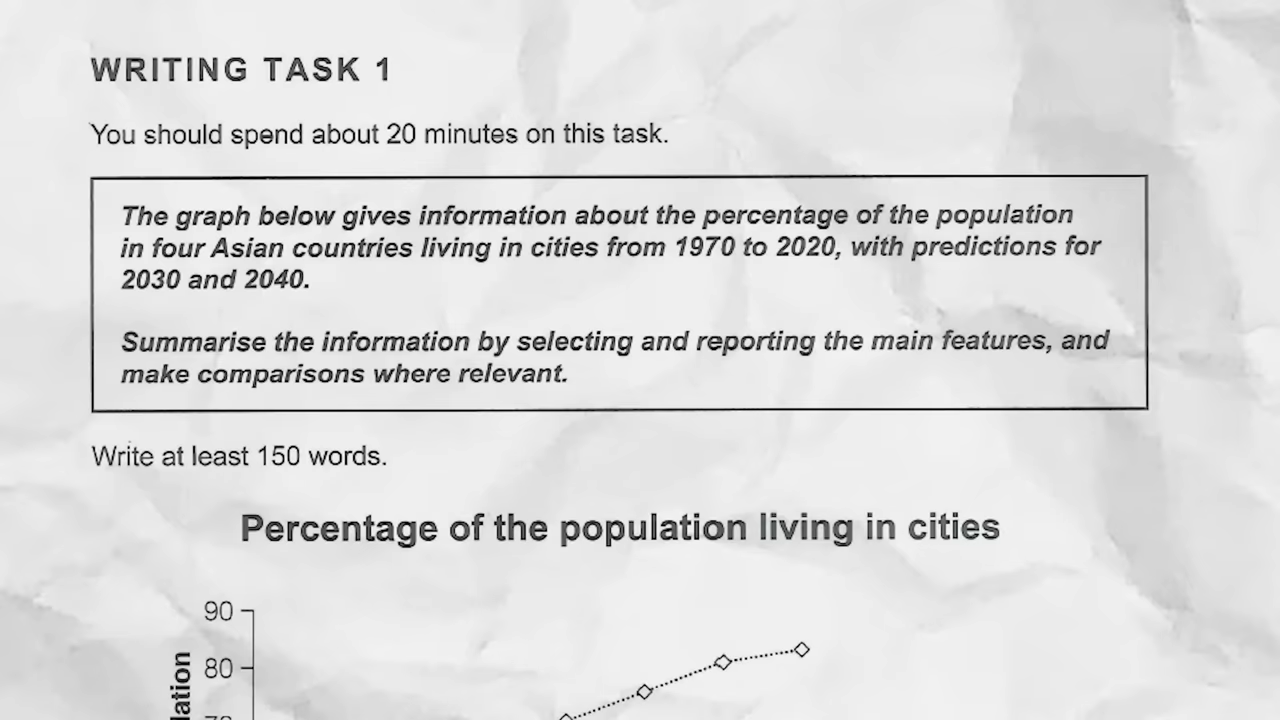 WRITING TASK 1
You should spend about 20 minutes on this task.
The graph below gives information about the percentage of the population
in four Asian countries living in cities from 1970 to 2020, with predictions for
2030 and 2040.
Summarise the information by selecting and reporting the main features, and
make comparisons where relevant.
Write at least 150 words.
Percentage of the population living in cities
90
80